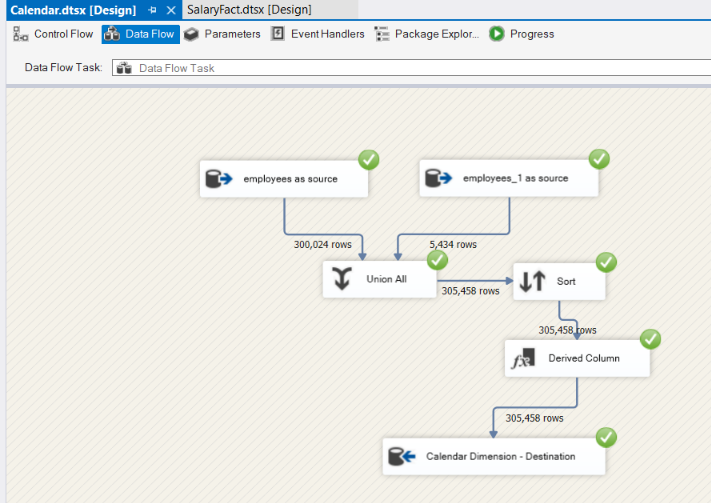 Calendar.dtsx [Design]
SalaryFact.dtsx [Design]
Control Flow
Data Flow
Parameters
Event Handlers
Package Explor...
Progress
Data Flow Task:
Data Flow Task
employees as source
employees_1 as source
300,024 rows
5,434 rows
Union All
305,458 rows
Sort
305,458 rows
Derived Column
305,458 rows
Calendar Dimension - Destination